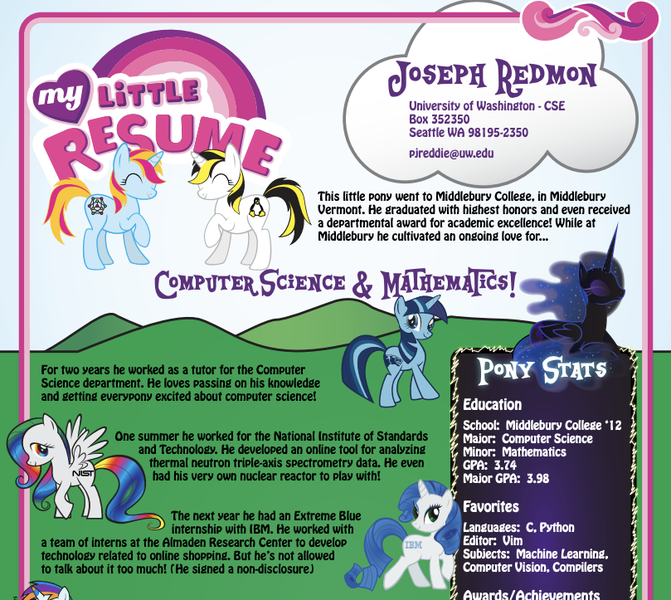 my LiTTLE
RESUME
JOSEPH REDMON
University of Washington - CSE
Box 352350
Seattle WA 98195-2350
pjreddie@uw.edu
This little pony went to Middlebury College, in Middlebury
Vermont. He graduated with highest honors and even received
a departmental award for academic excellence! While at
Middlebury he cultivated an ongoing love for...
COMPUTER SCIENCE & MATHEMATICS!
For two years he worked as a tutor for the Computer
Science department. He loves passing on his knowledge
and getting everypony excited about computer science!
One summer he worked for the National Institute of Standards
and Technology. He developed an online tool for analyzing
thermal neutron triple-axis spectrometry data. He even
had his very own nuclear reactor to play with!
NIST
The next year he had an Extreme Blue
internship with IBM. He worked with
a team of interns at the Almaden Research Center to develop
technology related to online shopping. But he's not allowed
to talk about it too much! (He signed a non-disclosure)
IBM
PONY STATS
Education
School: Middlebury College '12
Major: Computer Science
Minor: Mathematics
GPA: 3.74
Major GPA: 3.98
Favorites
Languages: C, Python
Editor: Vim
Subjects: Machine Learning,
Computer Vision, Compilers
Awards/Achievements